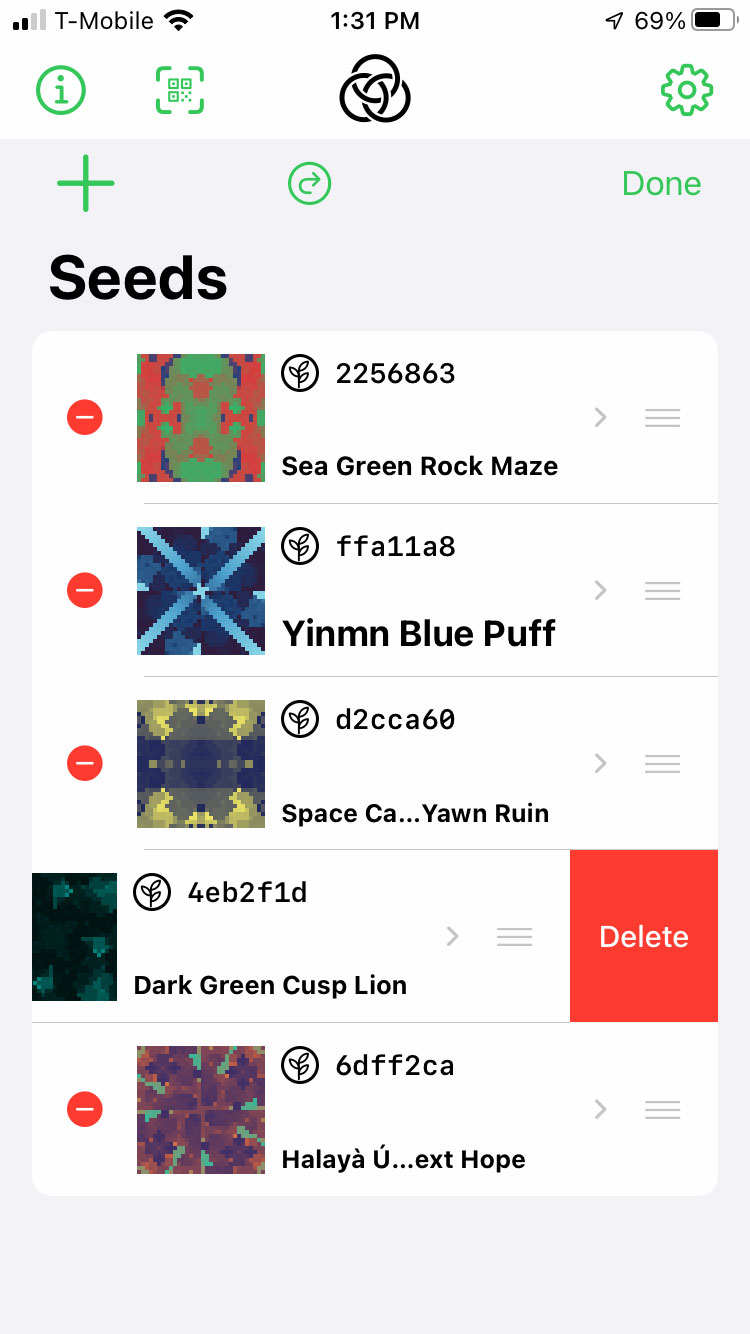 T-Mobile 1:31 PM 69%
Done
Seeds
2256863
Sea Green Rock Maze
ffa11a8
Yinmn Blue Puff
d2cca60
Space Ca...Yawn Ruin
4eb2f1d
Delete
Dark Green Cusp Lion
6dff2ca
Halayà Ú...ext Hope